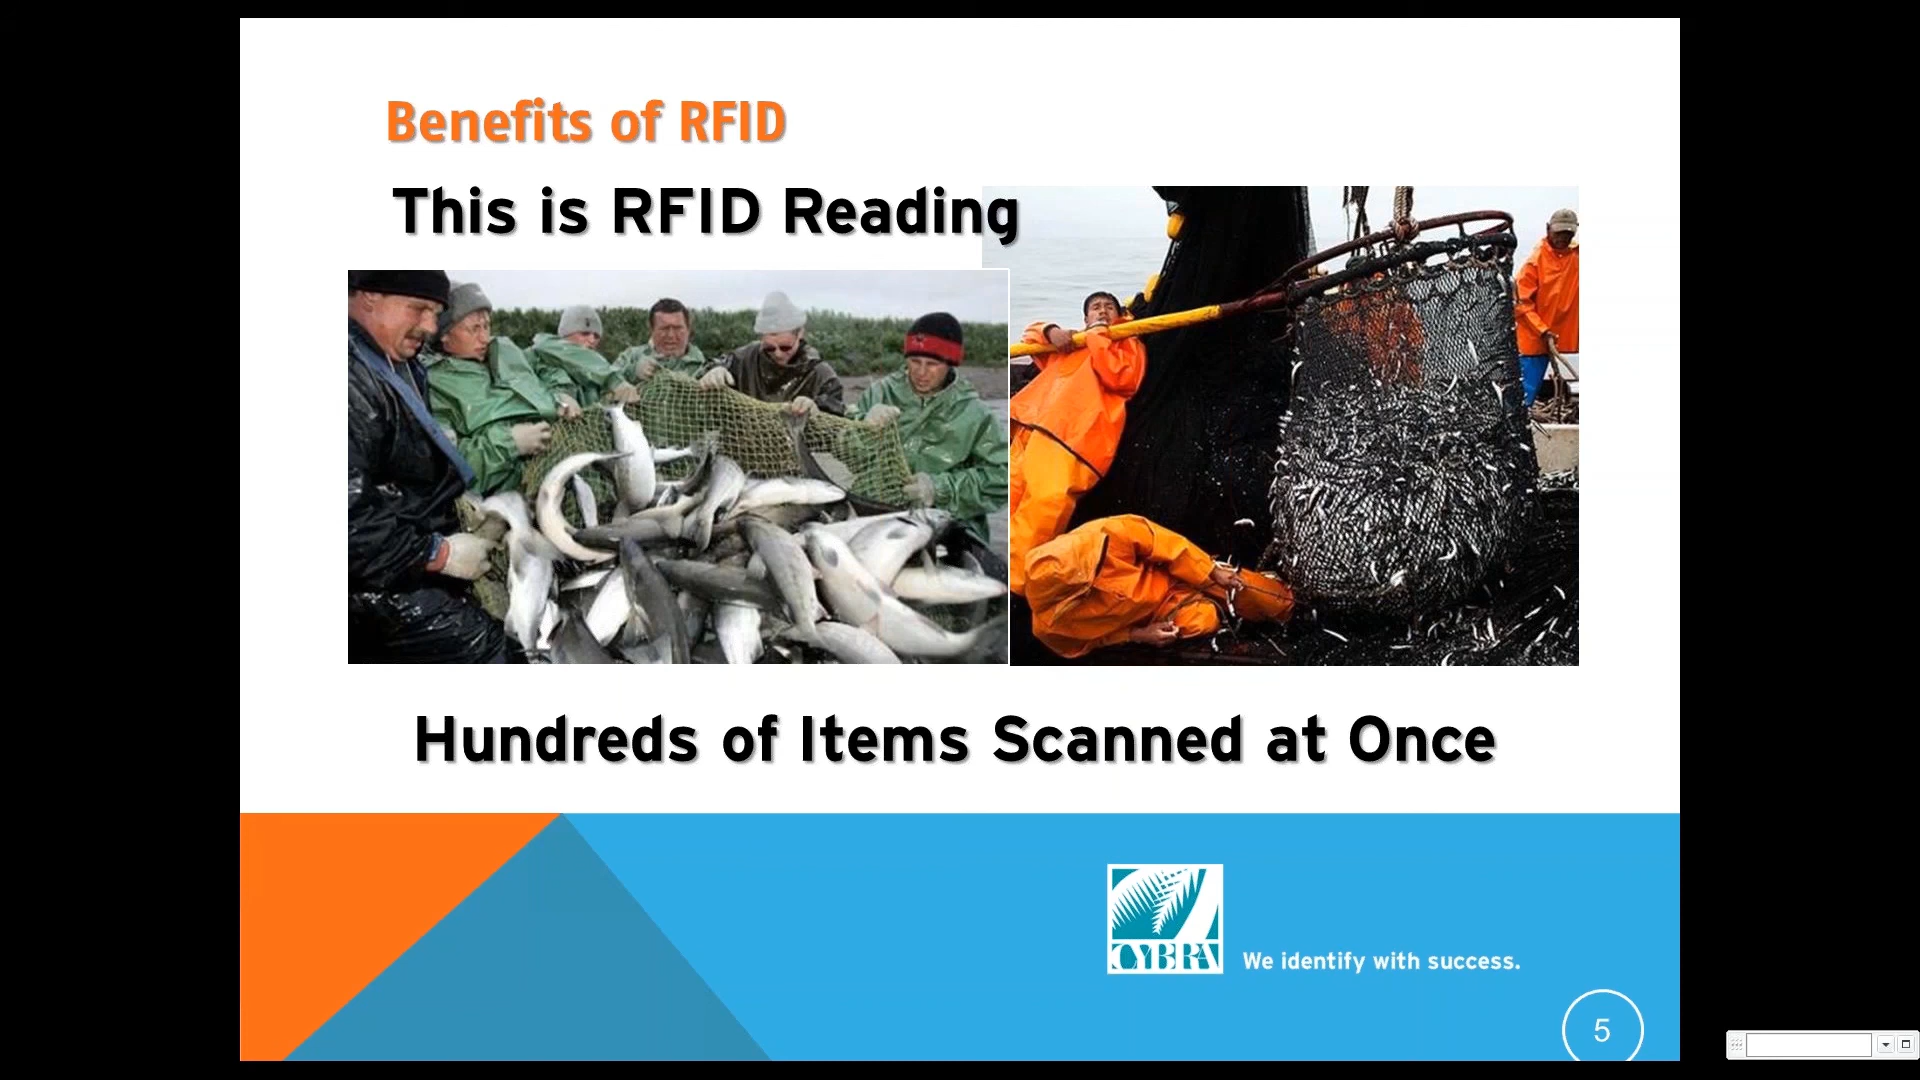 Benefits of RFID
This is RFID Reading
Hundreds of Items Scanned at Once
CYBRA
We identify with success.
5